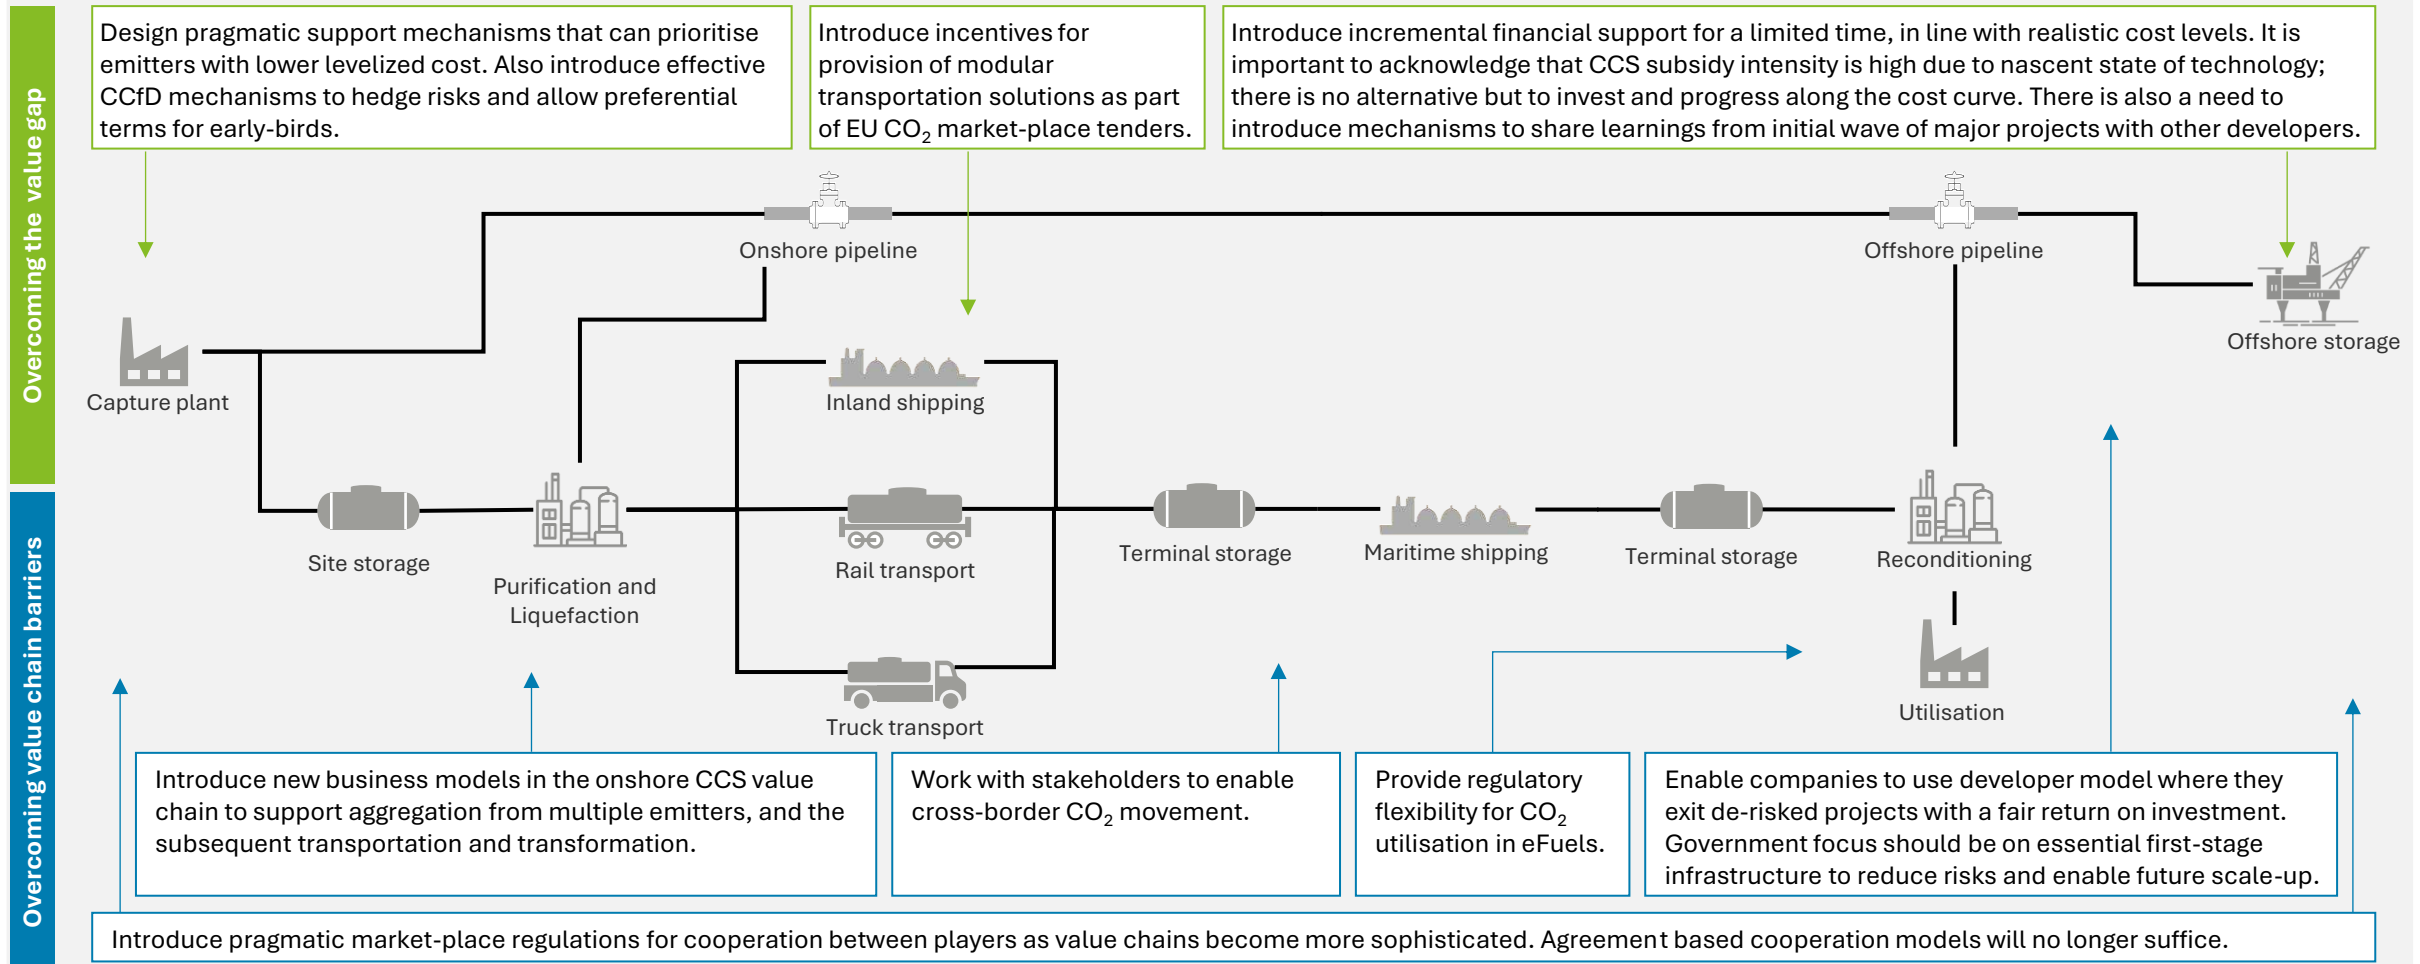 Overcoming the value gap
Design pragmatic support mechanisms that can prioritise
emitters with lower levelized cost. Also introduce effective
CCfD mechanisms to hedge risks and allow preferential
terms for early-birds.
Introduce incentives for
provision of modular
transportation solutions as part
of EU CO₂ market-place tenders.
Introduce incremental financial support for a limited time, in line with realistic cost levels. It is
important to acknowledge that CCS subsidy intensity is high due to nascent state of technology;
there is no alternative but to invest and progress along the cost curve. There is also a need to
introduce mechanisms to share learnings from initial wave of major projects with other developers.
Onshore pipeline
Offshore pipeline
Offshore storage
Capture plant
Inland shipping
Site storage
Purification and
Liquefaction
Rail transport
Terminal storage
Maritime shipping
Terminal storage
Reconditioning
Truck transport
Utilisation
Overcoming value chain barriers
Introduce new business models in the onshore CCS value
chain to support aggregation from multiple emitters, and the
subsequent transportation and transformation.
Work with stakeholders to enable
cross-border CO₂ movement.
Provide regulatory
flexibility for CO₂
utilisation in eFuels.
Enable companies to use developer model where they
exit de-risked projects with a fair return on investment.
Government focus should be on essential first-stage
infrastructure to reduce risks and enable future scale-up.
Introduce pragmatic market-place regulations for cooperation between players as value chains become more sophisticated. Agreement based cooperation models will no longer suffice.